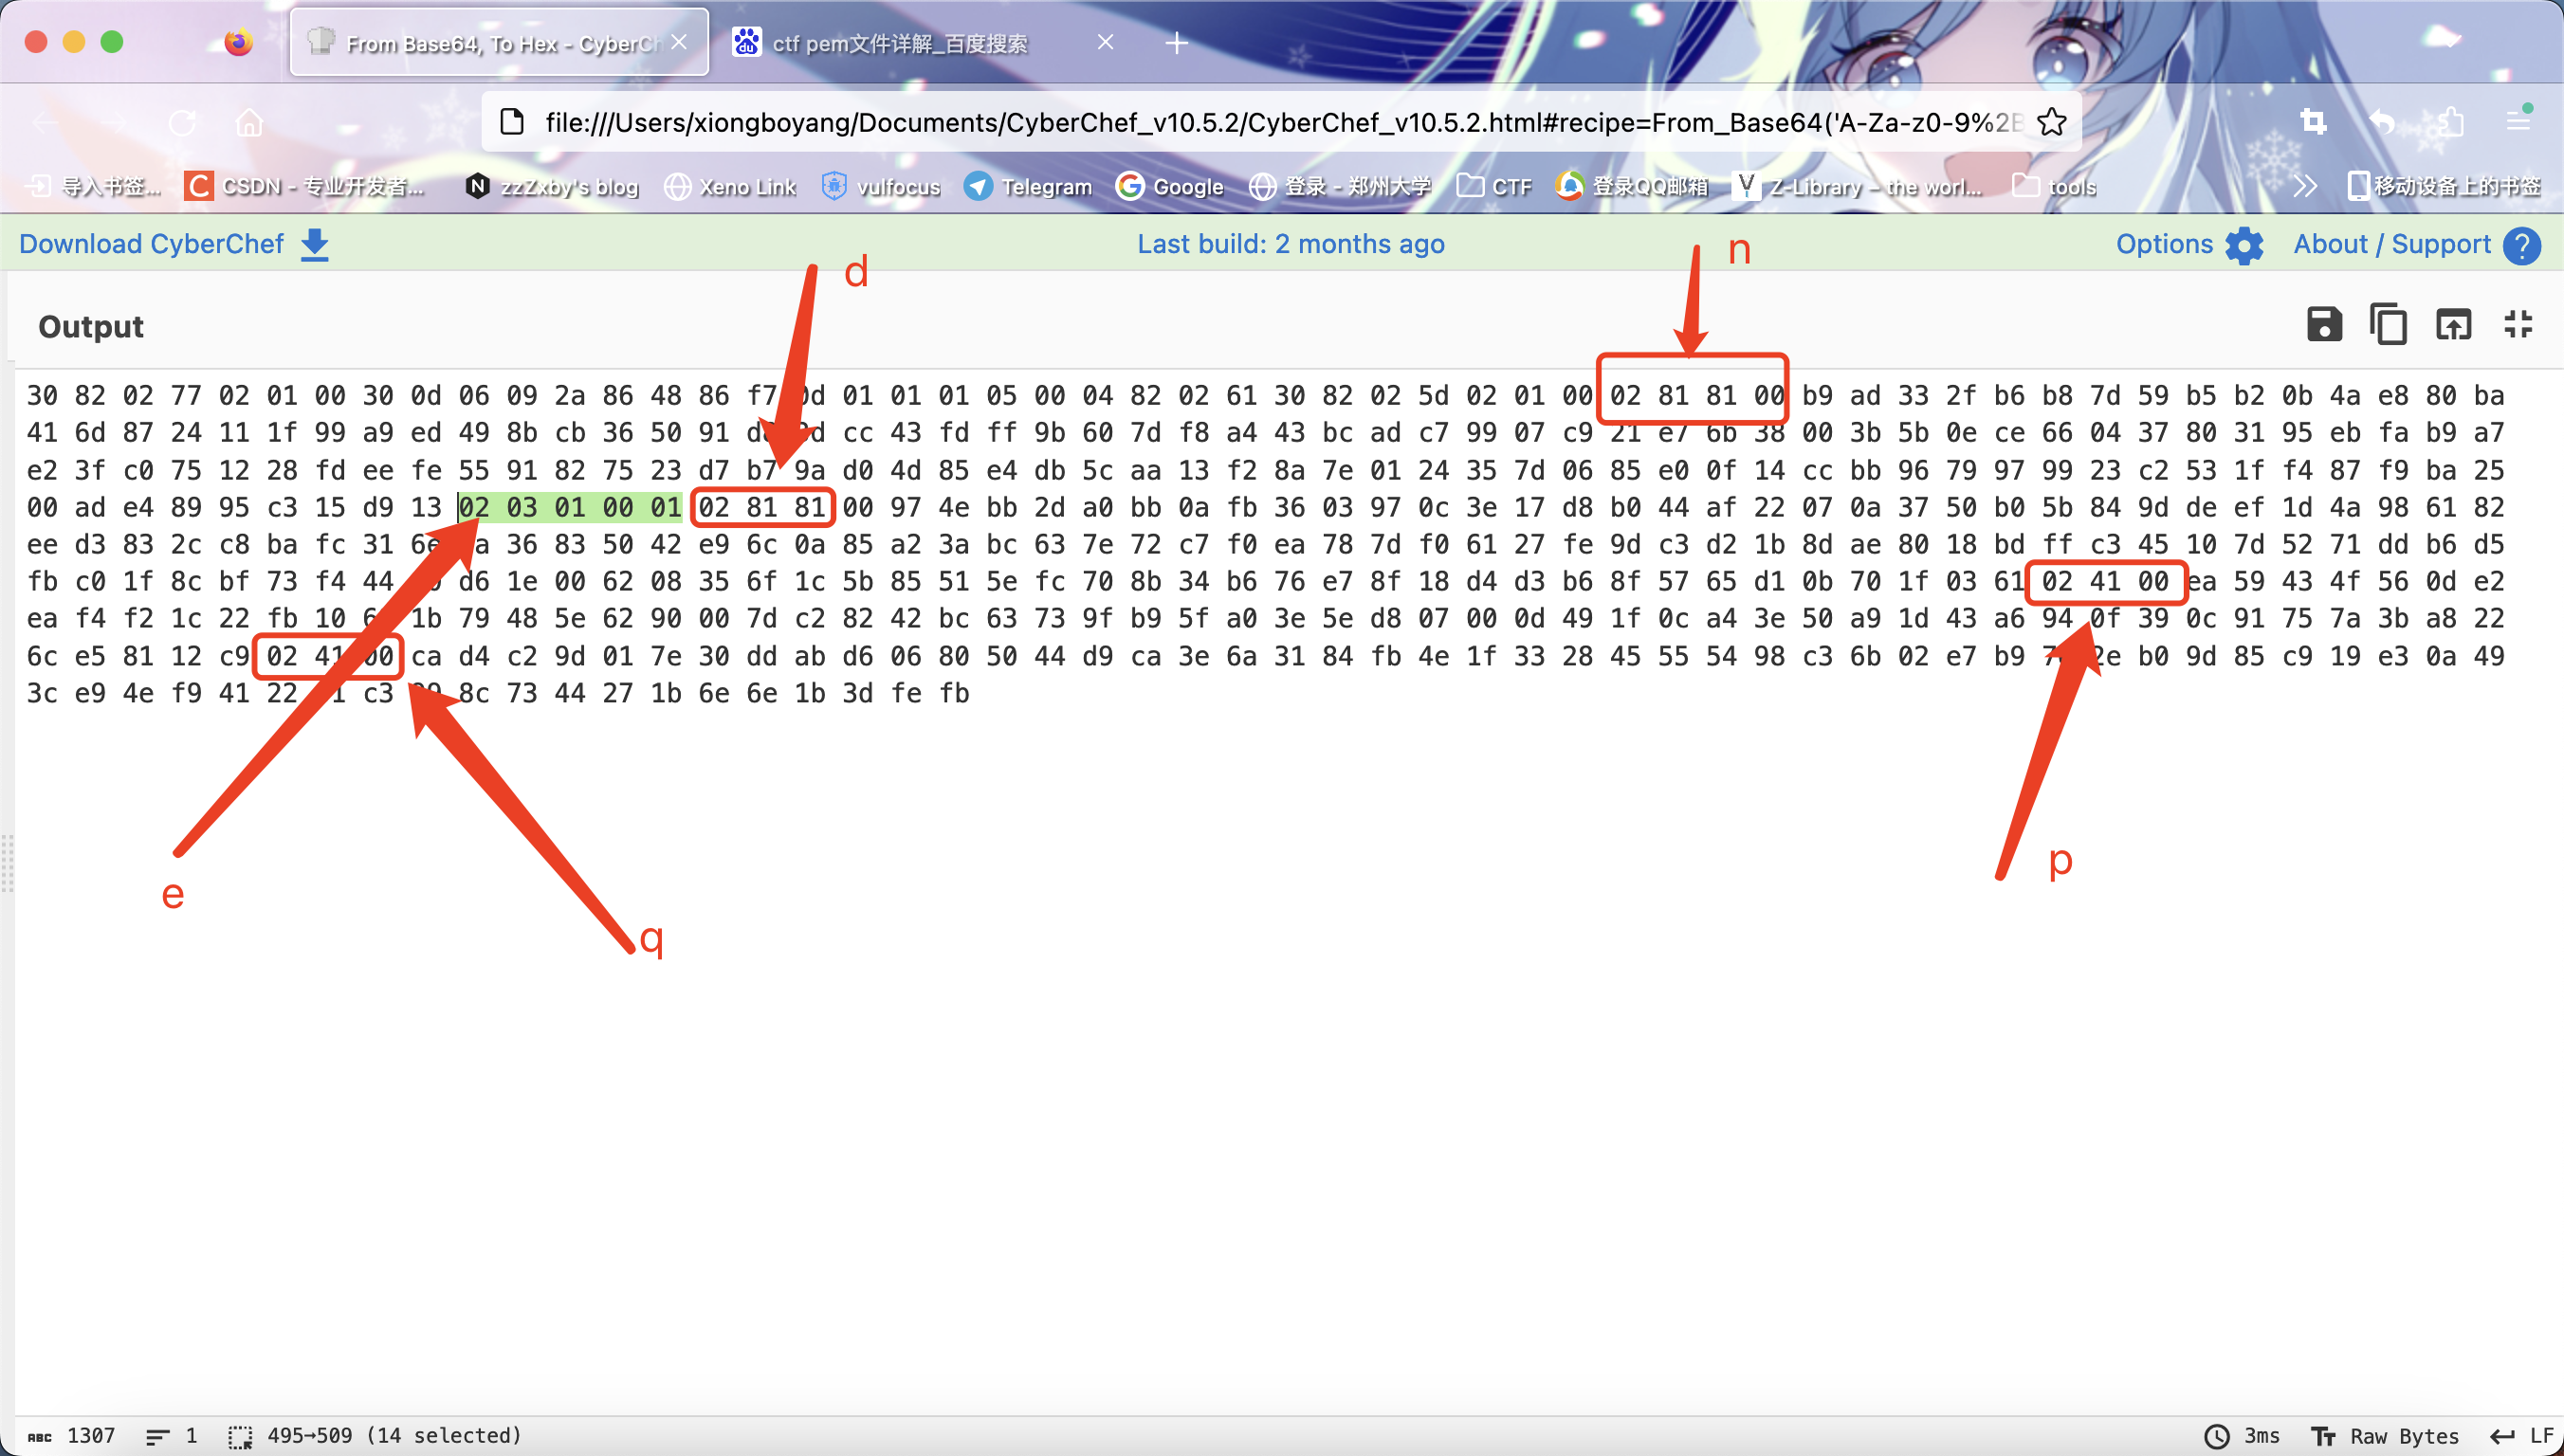 From Base64, To Hex - CyberCh
ctf pem文件详解_百度搜索
file:///Users/xiongboyang/Documents/CyberChef_v10.5.2/CyberChef_v10.5.2.html#recipe=From_Base64('A-Za-z0-9%2B
导入书签... CSDN - 专业开发者... zzZxby's blog Xeno Link vulfocus Telegram Google 登录 - 郑州大学 CTF 登录QQ邮箱 Z-Library – the worl... tools 移动设备上的书签
Download CyberChef Last build: 2 months ago Options About / Support
n
d
Output
30 82 02 77 02 01 00 30 0d 06 09 2a 86 48 86 f7 0d 01 01 01 05 00 04 82 02 61 30 82 02 5d 02 01 00 02 81 81 00 b9 ad 33 2f b6 b8 7d 59 b5 b2 0b 4a e8 80 ba
41 6d 87 24 11 1f 99 a9 ed 49 8b cb 36 50 91 cc 43 fd ff 9b 60 7d f8 a4 43 bc ad c7 99 07 c9 21 e7 6b 38 00 3b 5b 0e ce 66 04 37 80 31 95 eb fa b9 a7
e2 3f c0 75 12 28 fd ee fe 55 91 82 75 23 d7 b7 9a d0 4d 85 e4 db 5c aa 13 f2 8a 7e 01 24 35 7d 06 85 e0 0f 14 cc bb 96 79 97 99 23 c2 53 1f f4 87 f9 ba 25
00 ad e4 89 95 c3 15 d9 13 02 03 01 00 01 02 81 81 00 97 4e bb 2d a0 bb 0a fb 36 03 97 0c 3e 17 d8 b0 44 af 22 07 0a 37 50 b0 5b 84 9d de ef 1d 4a 98 61 82
ee d3 83 2c c8 ba fc 31 36 83 50 42 e9 6c 0a 85 a2 3a bc 63 7e 72 c7 f0 ea 78 7d f0 61 27 fe 9d c3 d2 1b 8d ae 80 18 bd ff c3 45 10 7d 52 71 dd b6 d5
fb c0 1f 8c bf 73 f4 44 d6 1e 00 62 08 35 6f 1c 5b 85 51 5e fc 70 8b 34 b6 76 e7 8f 18 d4 d3 b6 8f 57 65 d1 0b 70 1f 03 61 02 41 00 ea 59 43 4f 56 0d e2
ea f4 f2 1c 22 fb 10 1b 79 48 5e 62 90 00 7d c2 82 42 bc 63 73 9f b9 5f a0 3e 5e d8 07 00 0d 49 1f 0c a4 3e 50 a9 1d 43 a6 94 0f 39 0c 91 75 7a 3b a8 22
6c e5 81 12 c9 02 41 00 ca d4 c2 9d 01 7e 30 dd ab d6 06 80 50 44 d9 ca 3e 6a 31 84 fb 4e 1f 33 28 45 55 54 98 c3 6b 02 e7 b9 2e b0 9d 85 c9 19 e3 0a 49
3c e9 4e f9 41 22 c3 8c 73 44 27 1b 6e 6e 1b 3d fe fb
e
p
q
ABC 1307 1 495→509 (14 selected) 3ms Raw Bytes LF